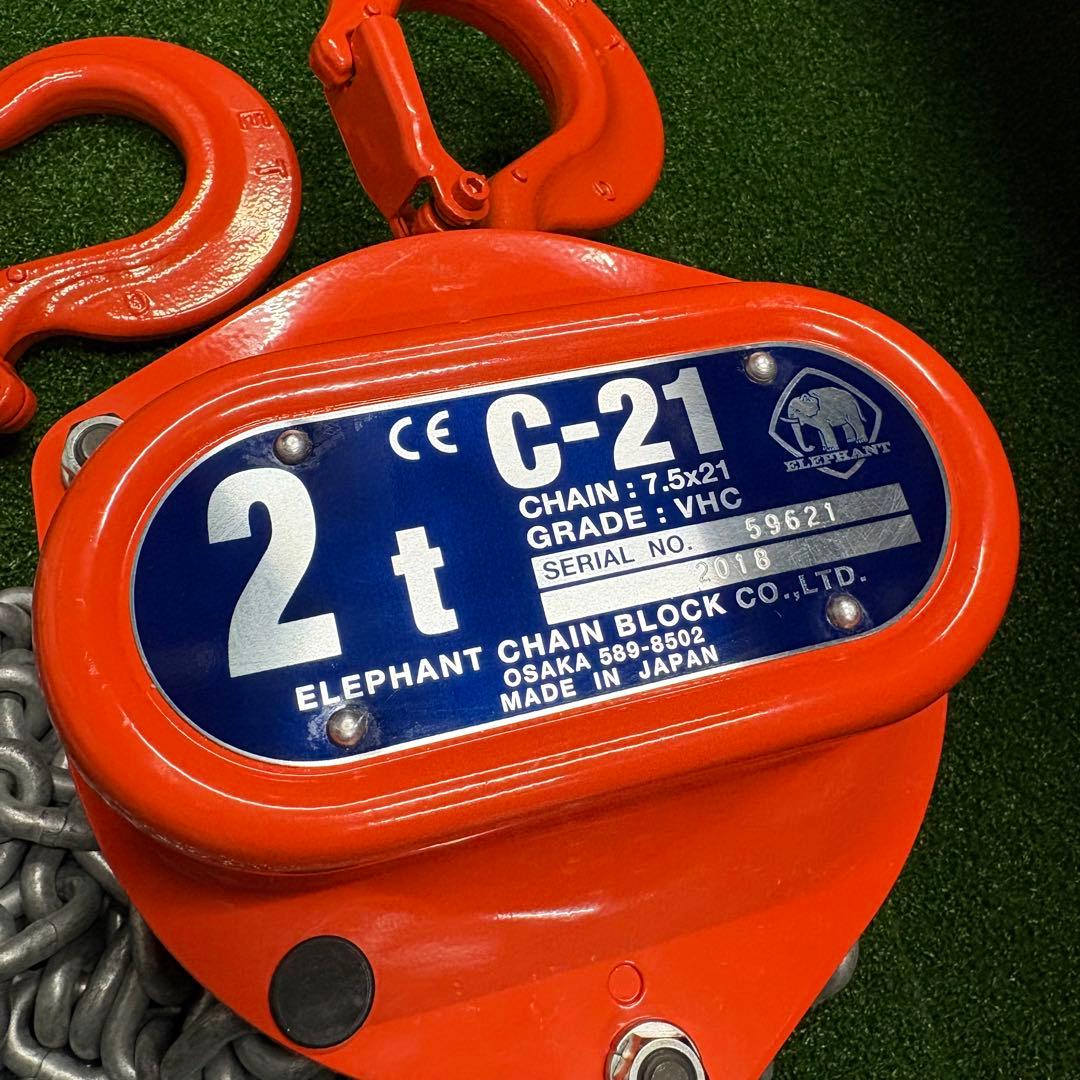 CE C-21
ELEPHANT
2 t
CHAIN : 7.5x21
GRADE : VHC
SERIAL NO. 59621
2018
ELEPHANT CHAIN BLOCK CO.,LTD.
OSAKA 589-8502
MADE IN JAPAN